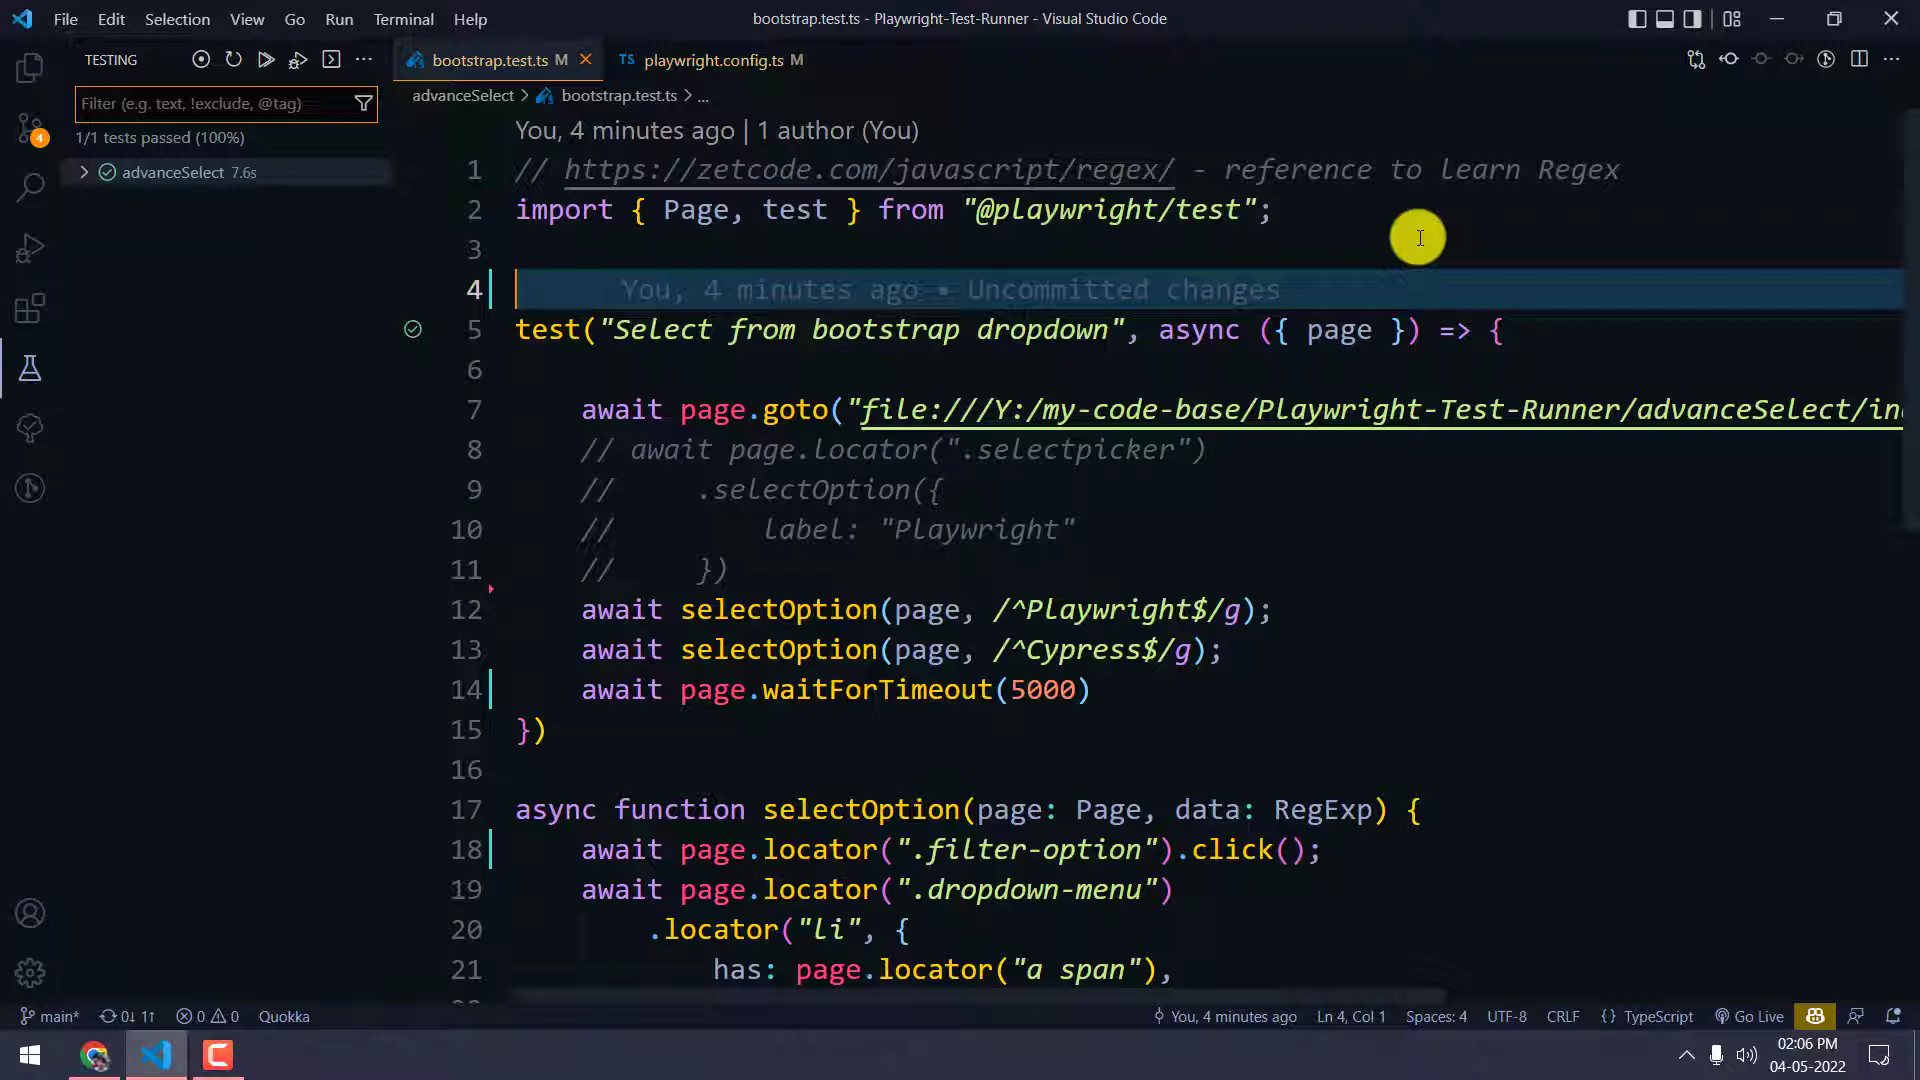 File Edit Selection View Go Run Terminal Help
bootstrap.test.ts - Playwright-Test-Runner - Visual Studio Code
TESTING
bootstrap.test.ts M
TS playwright.config.ts M
Filter (e.g. text, !exclude, @tag)
advanceSelect > bootstrap.test.ts > ...
4
1/1 tests passed (100%)
advanceSelect 7.6s
You, 4 minutes ago | 1 author (You)
1 // https://zetcode.com/javascript/regex/ - reference to learn Regex
2 import { Page, test } from "@playwright/test";
3
4 You, 4 minutes ago • Uncommitted changes
5 test("Select from bootstrap dropdown", async ({ page }) => {
6
7 await page.goto("file:///Y:/my-code-base/Playwright-Test-Runner/advanceSelect/in
8 // await page.locator(".selectpicker")
9 // .selectOption({
10 // label: "Playwright"
11 // })
12 await selectOption(page, /^Playwright$/g);
13 await selectOption(page, /^Cypress$/g);
14 await page.waitForTimeout(5000)
15 })
16
17 async function selectOption(page: Page, data: RegExp) {
18 await page.locator(".filter-option").click();
19 await page.locator(".dropdown-menu")
20 .locator("li", {
21 has: page.locator("a span"),
main* 0↓ 1↑ 0 0 Quokka
You, 4 minutes ago Ln 4, Col 1 Spaces: 4 UTF-8 CRLF {} TypeScript Go Live
02:06 PM
04-05-2022